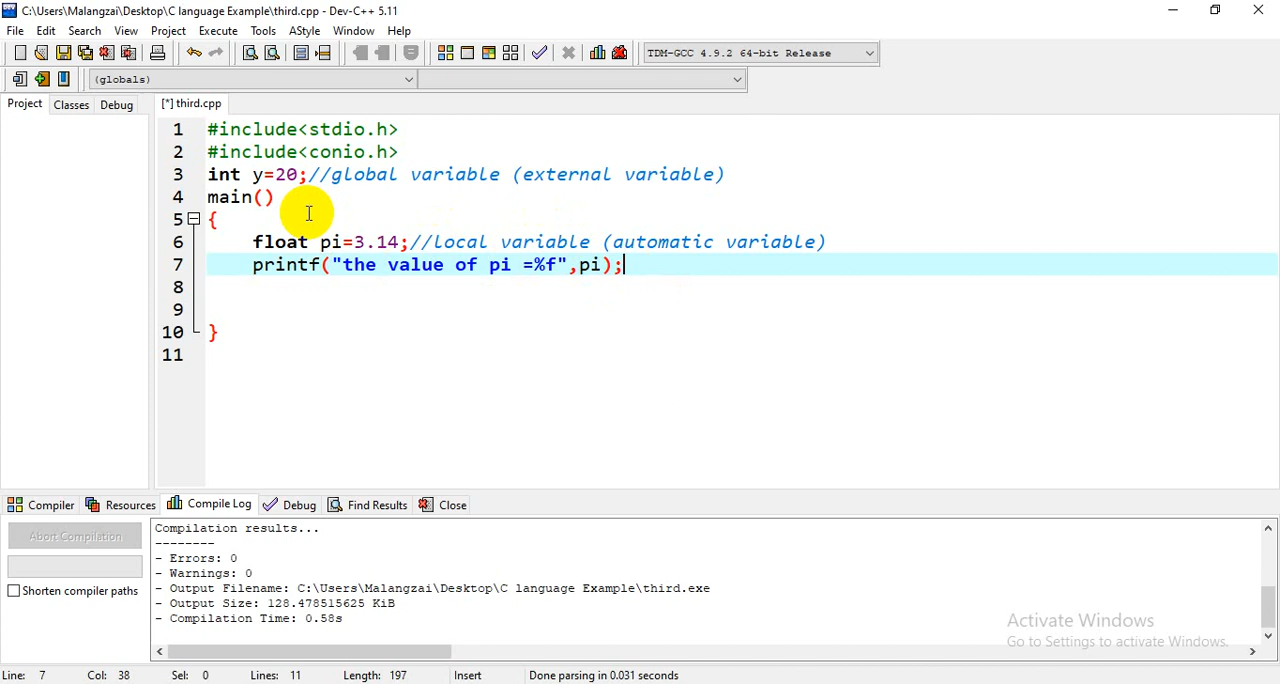 C:\Users\Malangzai\Desktop\C language Example\third.cpp - Dev-C++ 5.11
File Edit Search View Project Execute Tools AStyle Window Help
TDM-GCC 4.9.2 64-bit Release
(globals)
Project Classes Debug [*] third.cpp
1 #include<stdio.h>
2 #include<conio.h>
3 int y=20;//global variable (external variable)
4 main()
5 {
6 float pi=3.14;//local variable (automatic variable)
7 printf("the value of pi =%f",pi);
8
9
10 }
11
Compiler Resources Compile Log Debug Find Results Close
Abort Compilation
Shorten compiler paths
Compilation results...
--------
- Errors: 0
- Warnings: 0
- Output Filename: C:\Users\Malangzai\Desktop\C language Example\third.exe
- Output Size: 128.478515625 KiB
- Compilation Time: 0.58s
Activate Windows
Go to Settings to activate Windows.
Line: 7 Col: 38 Sel: 0 Lines: 11 Length: 197 Insert Done parsing in 0.031 seconds